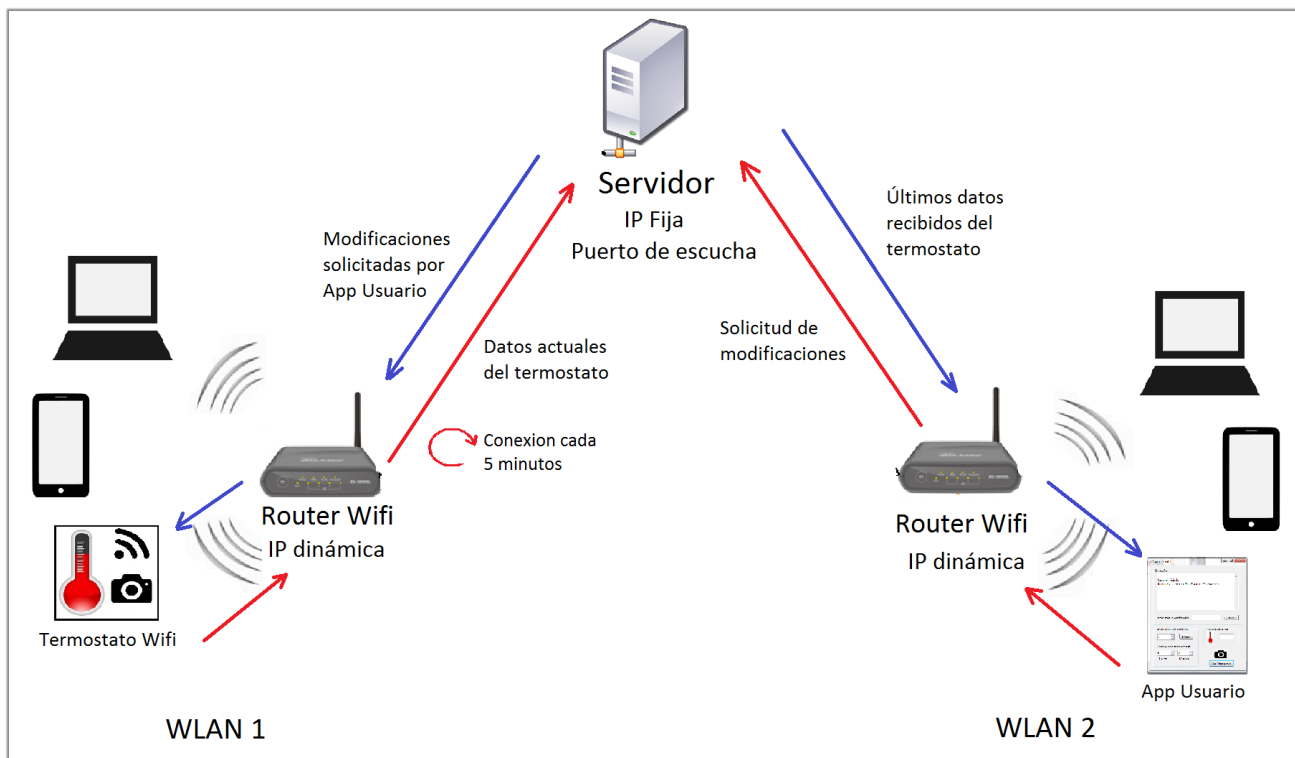 Servidor
IP Fija
Puerto de escucha
Modificaciones
solicitadas por
App Usuario
Datos actuales
del termostato
Conexion cada
5 minutos
Últimos datos
recibidos del
termostato
Solicitud de
modificaciones
Router Wifi
IP dinámica
Termostato Wifi
WLAN 1
Router Wifi
IP dinámica
App Usuario
WLAN 2